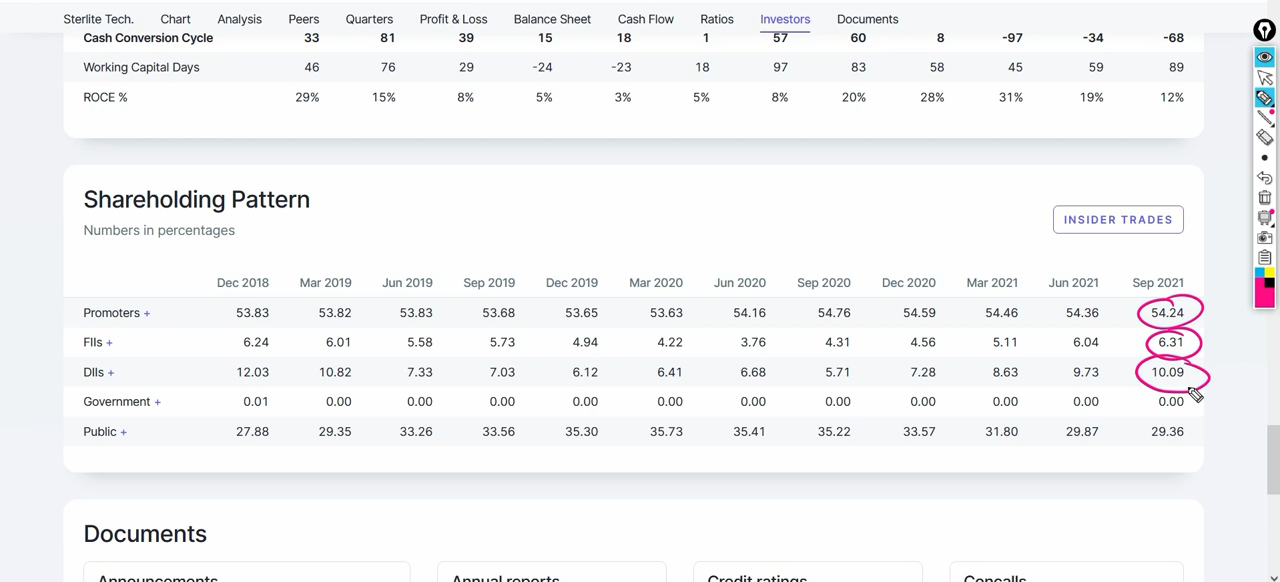 Sterlite Tech. Chart Analysis Peers Quarters Profit & Loss Balance Sheet Cash Flow Ratios Investors Documents
Cash Conversion Cycle 33 81 39 15 18 1 57 60 8 -97 -34 -68
Working Capital Days 46 76 29 -24 -23 18 97 83 58 45 59 89
ROCE % 29% 15% 8% 5% 3% 5% 8% 20% 28% 31% 19% 12%
Shareholding Pattern
Numbers in percentages
INSIDER TRADES
Dec 2018 Mar 2019 Jun 2019 Sep 2019 Dec 2019 Mar 2020 Jun 2020 Sep 2020 Dec 2020 Mar 2021 Jun 2021 Sep 2021
Promoters + 53.83 53.82 53.83 53.68 53.65 53.63 54.16 54.76 54.59 54.46 54.36 54.24
FIIs + 6.24 6.01 5.58 5.73 4.94 4.22 3.76 4.31 4.56 5.11 6.04 6.31
DIIs + 12.03 10.82 7.33 7.03 6.12 6.41 6.68 5.71 7.28 8.63 9.73 10.09
Government + 0.01 0.00 0.00 0.00 0.00 0.00 0.00 0.00 0.00 0.00 0.00 0.00
Public + 27.88 29.35 33.26 33.56 35.30 35.73 35.41 35.22 33.57 31.80 29.87 29.36
Documents
Announcements Annual reports Credit ratings Concalls